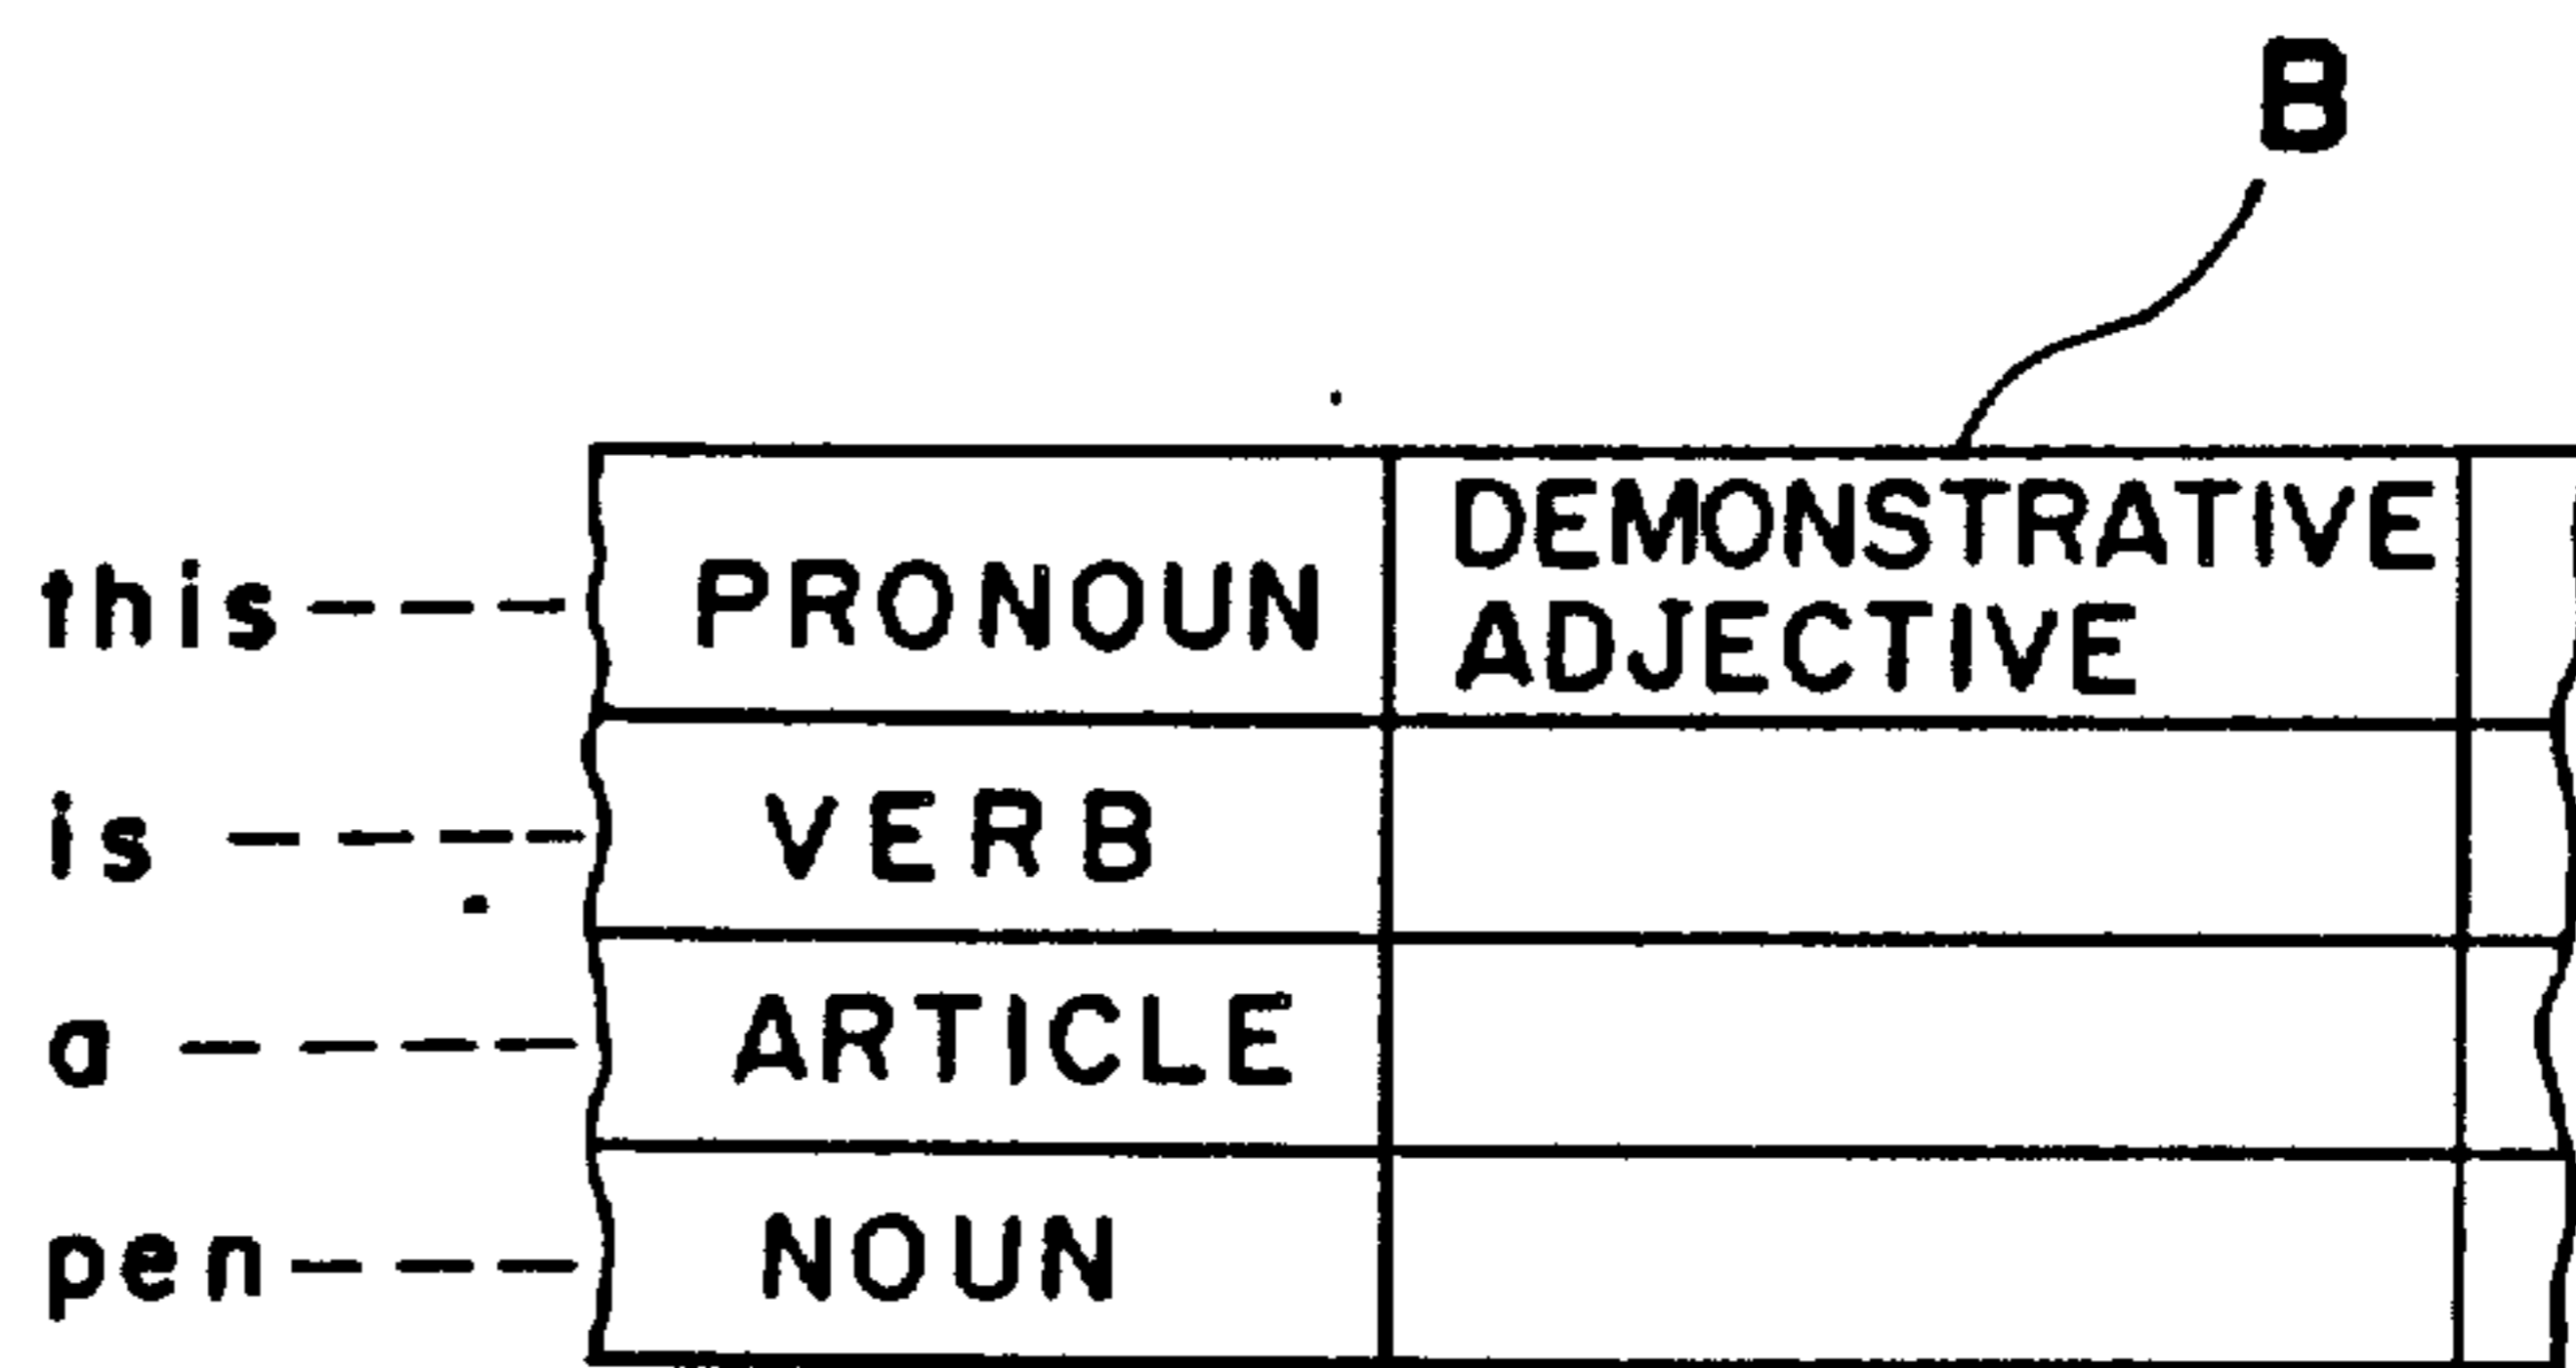 B
this PRONOUN DEMONSTRATIVE
ADJECTIVE
is VERB
a ARTICLE
pen NOUN